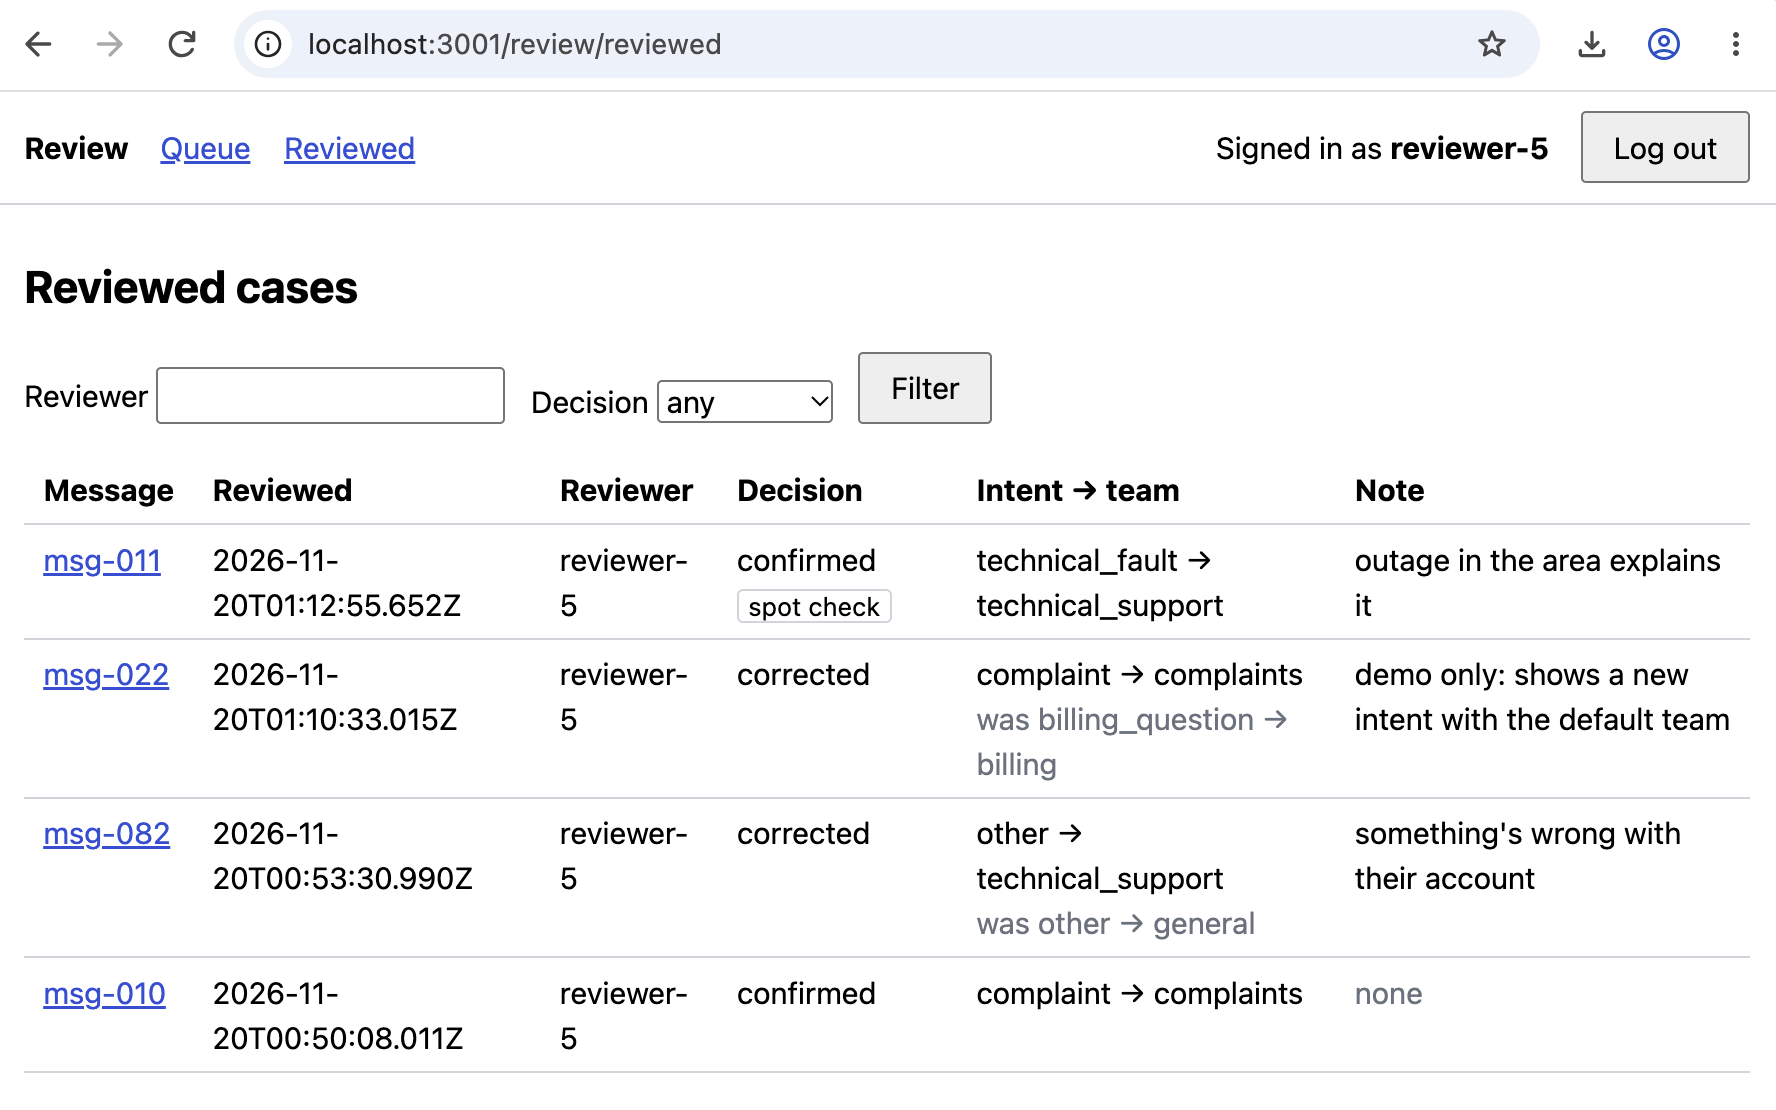 localhost:3001/review/reviewed
Review Queue Reviewed Signed in as reviewer-5 Log out
Reviewed cases
Reviewer Decision any Filter
Message Reviewed Reviewer Decision Intent → team Note
msg-011 2026-11- reviewer- confirmed technical_fault → outage in the area explains
20T01:12:55.652Z 5 spot check technical_support it
msg-022 2026-11- reviewer- corrected complaint → complaints demo only: shows a new
20T01:10:33.015Z 5 was billing_question → intent with the default team
billing
msg-082 2026-11- reviewer- corrected other → something's wrong with
20T00:53:30.990Z 5 technical_support their account
was other → general
msg-010 2026-11- reviewer- confirmed complaint → complaints none
20T00:50:08.011Z 5